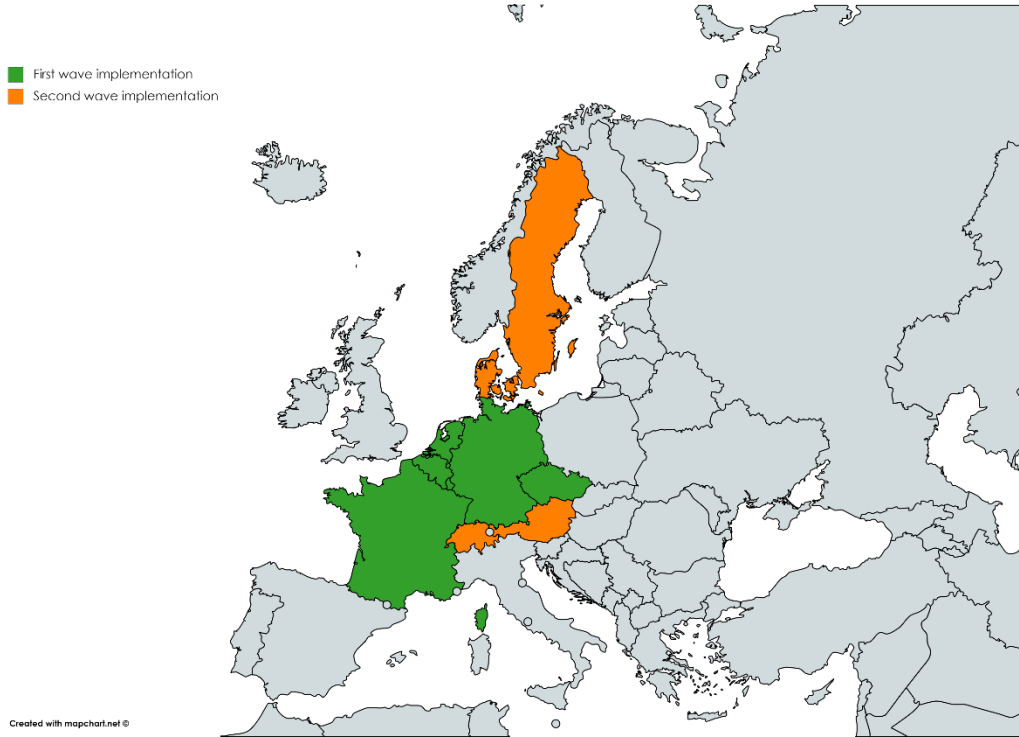 First wave implementation
Second wave implementation
Created with mapchart.net ©